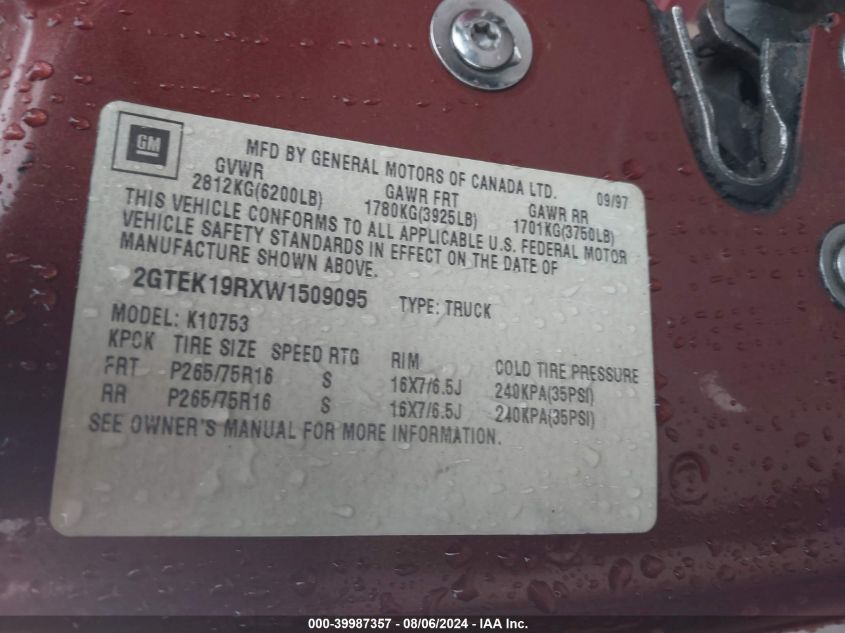 GM
MFD BY GENERAL MOTORS OF CANADA LTD.
GVWR GAWR FRT GAWR RR 09/97
2812KG(6200LB) 1780KG(3925LB) 1701KG(3750LB)
THIS VEHICLE CONFORMS TO ALL APPLICABLE U.S. FEDERAL MOTOR
VEHICLE SAFETY STANDARDS IN EFFECT ON THE DATE OF
MANUFACTURE SHOWN ABOVE.
2GTEK19RXW1509095 TYPE: TRUCK
MODEL: K10753
KPCK TIRE SIZE SPEED RTG RIM COLD TIRE PRESSURE
FRT P265/75R16 S 16X7/6.5J 240KPA(35PSI)
RR P265/75R16 S 16X7/6.5J 240KPA(35PSI)
SEE OWNER'S MANUAL FOR MORE INFORMATION.
000-39987357 - 08/06/2024 - IAA Inc.